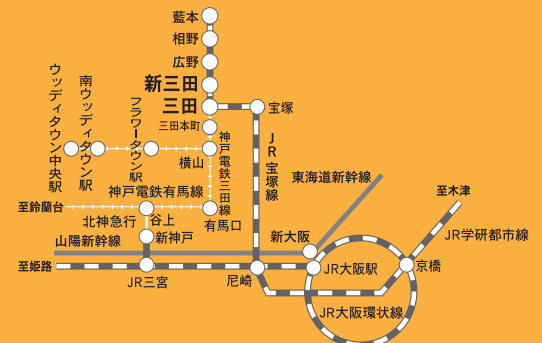 藍本
相野
広野
新三田
三田
宝塚
三田本町
ウッディタウン中央駅
南ウッディタウン駅
フラワータウン駅
横山
神戸電鉄三田線
JR宝塚線
神戸電鉄有馬線
東海道新幹線
至鈴蘭台
至木津
北神急行
谷上
有馬口
山陽新幹線
新神戸
新大阪
JR学研都市線
至姫路
JR三宮
尼崎
JR大阪駅
京橋
JR大阪環状線